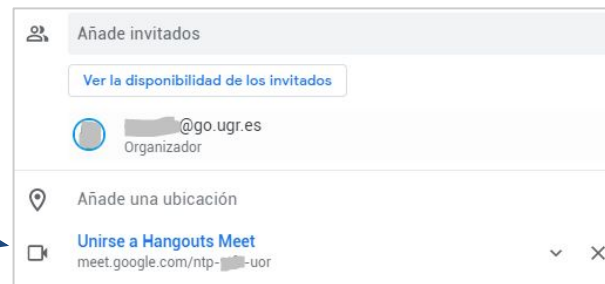 Añade invitados
Ver la disponibilidad de los invitados
@go.ugr.es
Organizador
Añade una ubicación
Unirse a Hangouts Meet
meet.google.com/ntp- -uor